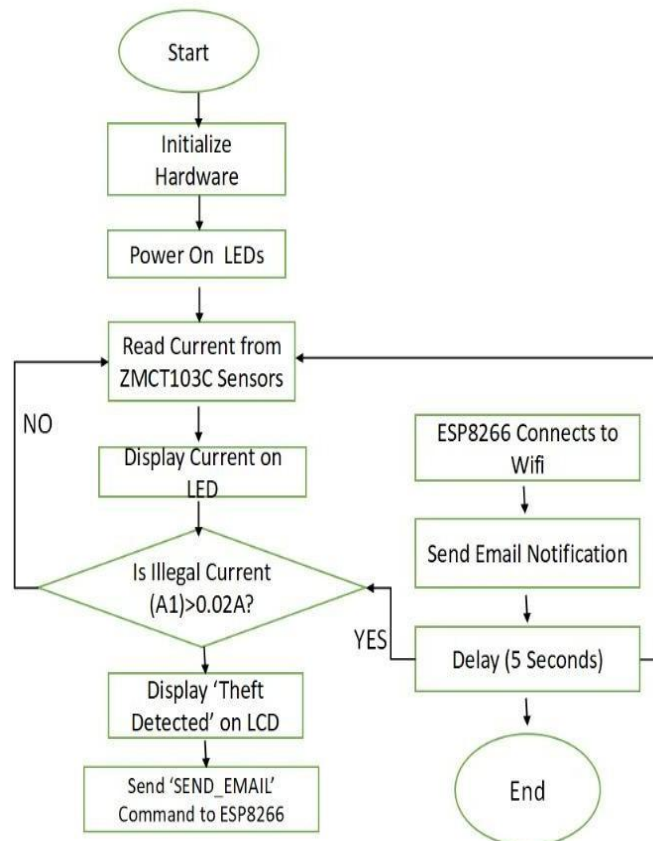 Start
Initialize
Hardware
Power On LEDs
Read Current from
ZMCT103C Sensors
NO
Display Current on
LED
Is Illegal Current
(A1)>0.02A?
YES
Display ‘Theft
Detected’ on LCD
Send ‘SEND_EMAIL’
Command to ESP8266
ESP8266 Connects to
Wifi
Send Email Notification
Delay (5 Seconds)
End